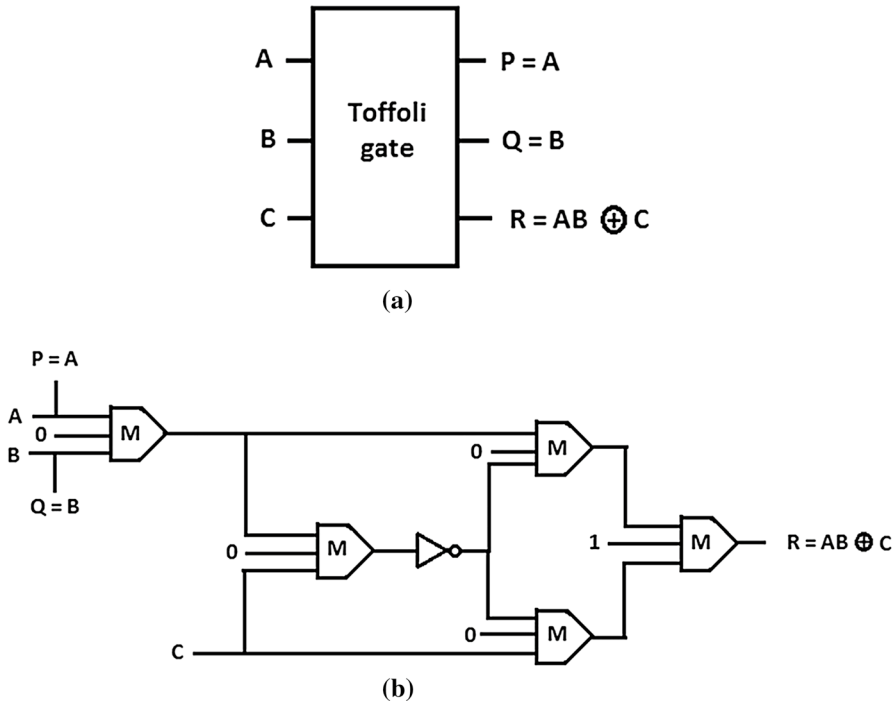 A
P = A
Toffoli
gate
B
Q = B
C
R = AB ⊕ C
(a)
P = A
A
0
M
B
Q = B
0
M
0
M
1
M
R = AB ⊕ C
0
M
C
(b)